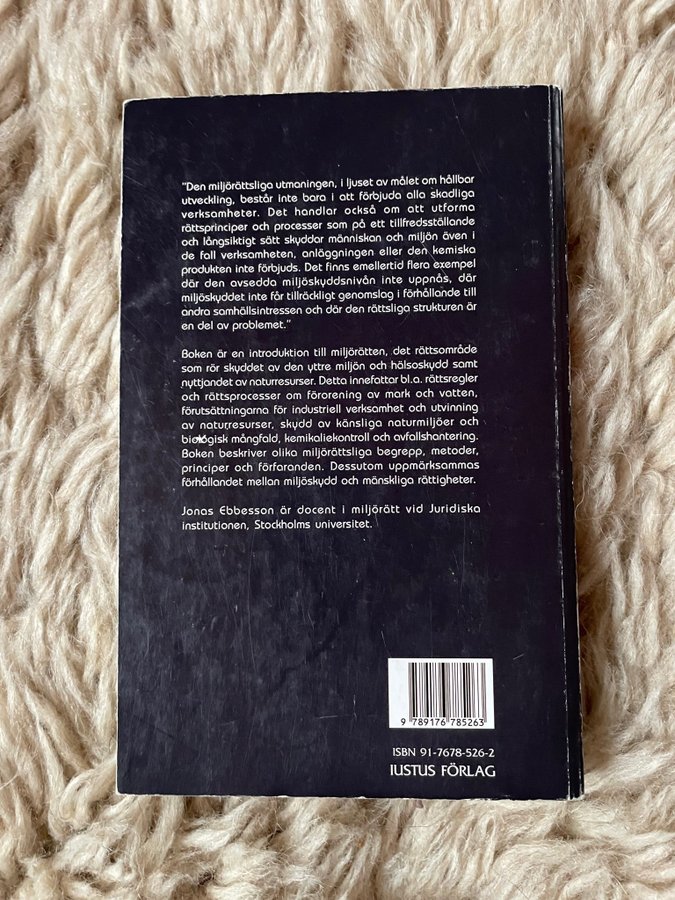 "Den miljörättsliga utmaningen, i ljuset av målet om hållbar
utveckling, består inte bara i att förbjuda alla skadliga
verksamheter. Det handlar också om att utforma
rättsprinciper och processer som på ett tillfredsställande
och långsiktigt sätt skyddar människan och miljön även i
de fall verksamheten, anläggningen eller den kemiska
produkten inte förbjuds. Det finns emellertid flera exempel
där den avsedda miljöskyddsnivån inte uppnås, där
miljöskyddet inte får tillräckligt genomslag i förhållande till
andra samhällsintressen och där den rättsliga strukturen är
en del av problemet."
Boken är en introduktion till miljörätten, det rättsområde
som rör skyddet av den yttre miljön och hälsoskydd samt
nyttjandet av naturresurser. Detta innefattar bl.a. rättsregler
och rättsprocesser om förorening av mark och vatten,
förutsättningarna för industriell verksamhet och utvinning
av naturresurser, skydd av känsliga naturmiljöer och
biologisk mångfald, kemikaliekontroll och avfallshantering.
Boken beskriver olika miljörättsliga begrepp, metoder,
principer och förfaranden. Dessutom uppmärksammas
förhållandet mellan miljöskydd och mänskliga rättigheter.
Jonas Ebbesson är docent i miljörätt vid Juridiska
institutionen, Stockholms universitet.
9 789176 785263
ISBN 91-7678-526-2
IUSTUS FÖRLAG